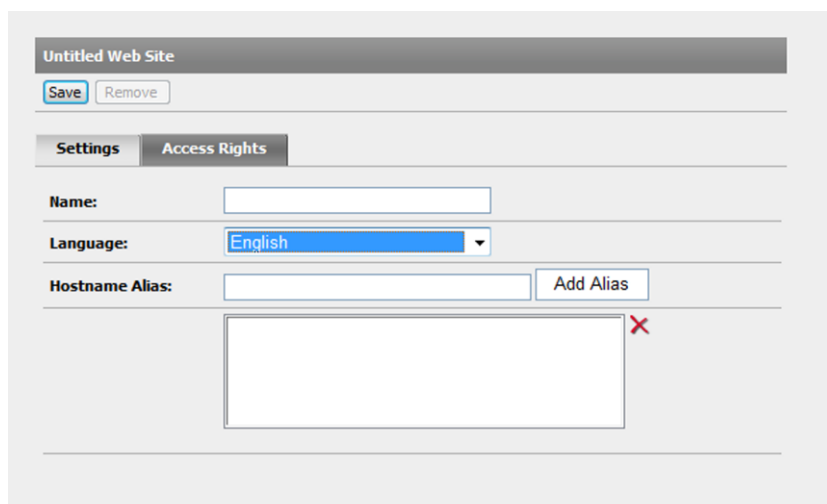 Untitled Web Site
Save Remove
Settings Access Rights
Name:
Language: English
Hostname Alias: Add Alias